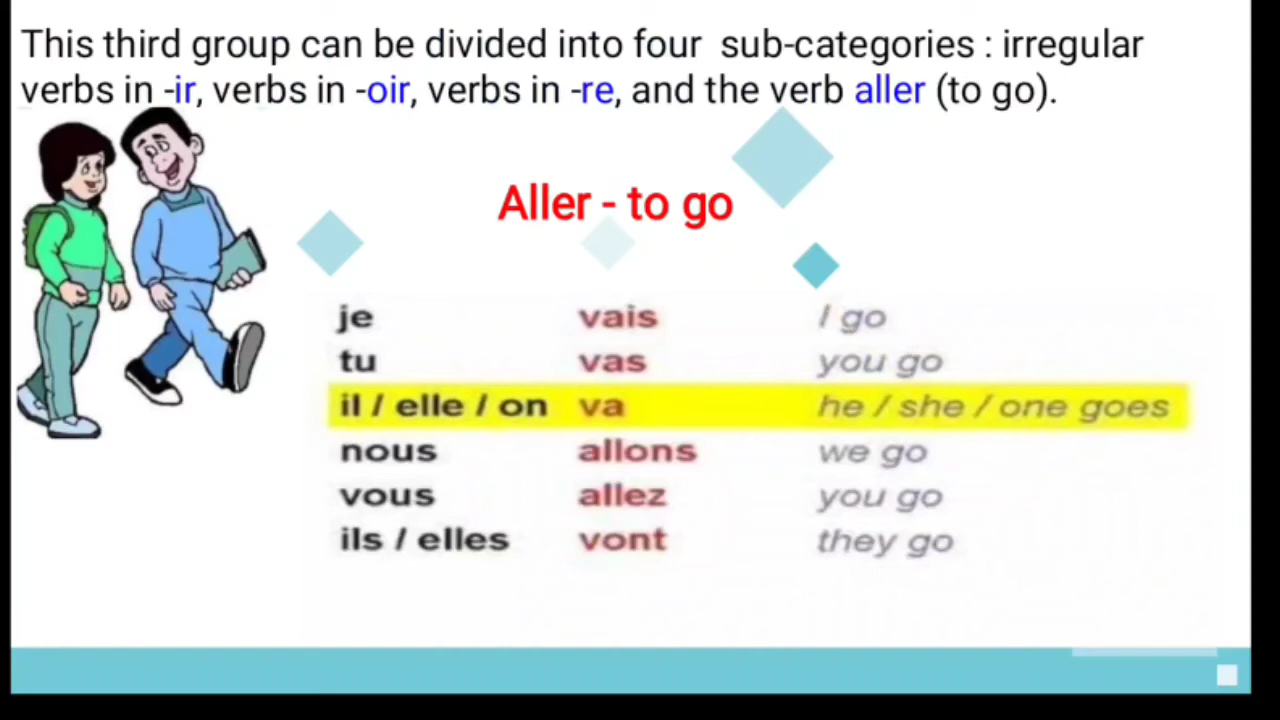 This third group can be divided into four sub-categories : irregular
verbs in -ir, verbs in -oir, verbs in -re, and the verb aller (to go).
Aller - to go
je vais I go
tu vas you go
il / elle / on va he / she / one goes
nous allons we go
vous allez you go
ils / elles vont they go